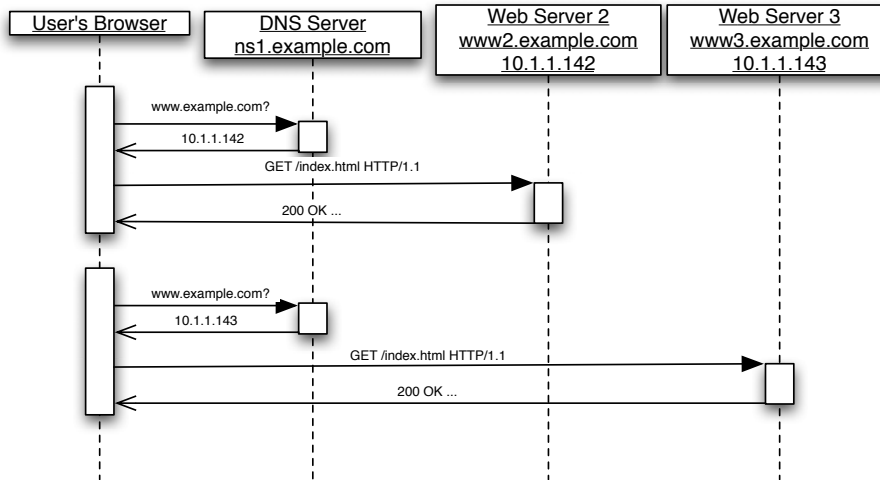 User's Browser
DNS Server
ns1.example.com
Web Server 2
www2.example.com
10.1.1.142
Web Server 3
www3.example.com
10.1.1.143
www.example.com?
10.1.1.142
GET /index.html HTTP/1.1
200 OK ...
www.example.com?
10.1.1.143
GET /index.html HTTP/1.1
200 OK ...